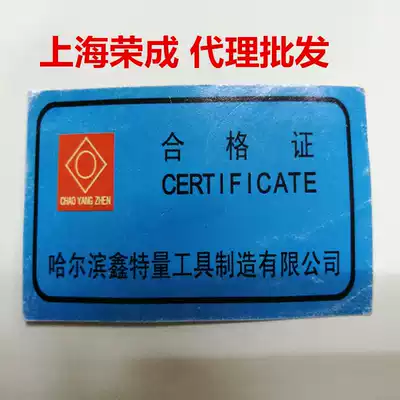 上海荣成 代理批发
合格证
CERTIFICATE
CHAO YANG ZHEN
哈尔滨鑫特量工具制造有限公司